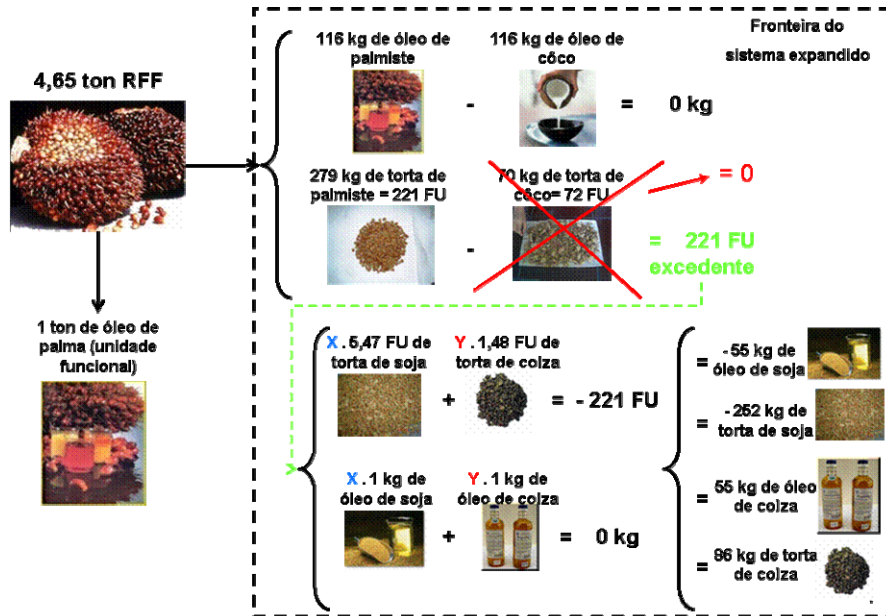 Fronteira do
sistema expandido
4,65 ton RFF
116 kg de óleo de
palmiste
-
116 kg de óleo de
côco
= 0 kg
279 kg de torta de
palmiste = 221 FU
-
70 kg de torta de
côco= 72 FU
= 0
= 221 FU
excedente
1 ton de óleo de
palma (unidade
funcional)
X . 5,47 FU de
torta de soja
+
Y . 1,48 FU de
torta de colza
= - 221 FU
X . 1 kg de
óleo de soja
+
Y . 1 kg de
óleo de colza
= 0 kg
= - 55 kg de
óleo de soja
= -252 kg de
torta de soja
= 55 kg de óleo
de colza
= 96 kg de torta
de colza